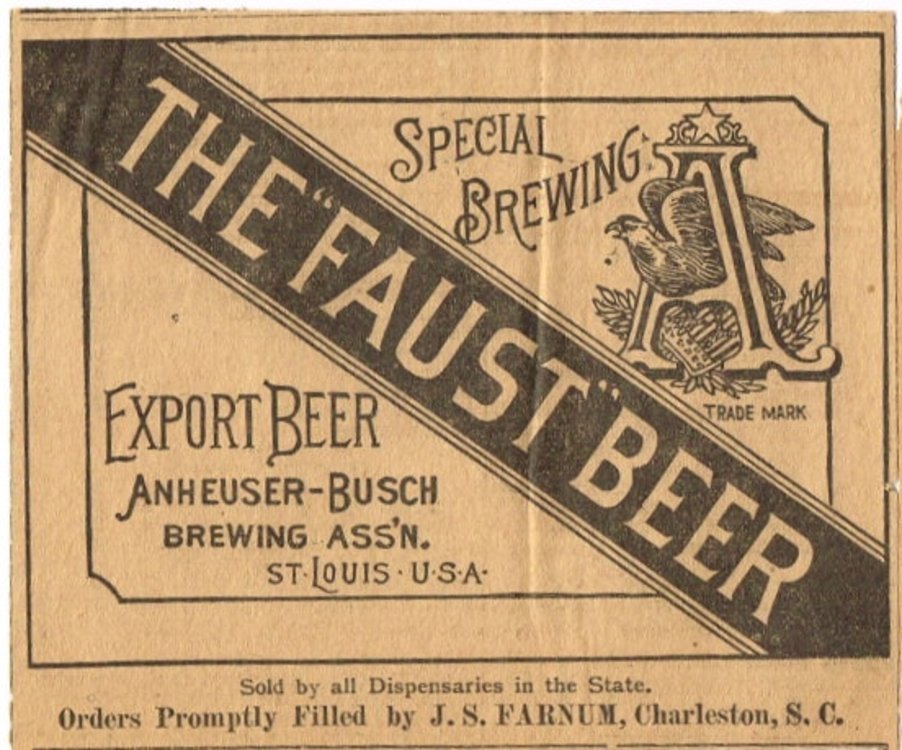 THE "FAUST" BEER
SPECIAL
BREWING.
A
TRADE MARK
EXPORT BEER
ANHEUSER-BUSCH
BREWING ASS'N.
ST. LOUIS · U.S.A.
Sold by all Dispensaries in the State.
Orders Promptly Filled by J. S. FARNUM, Charleston, S. C.